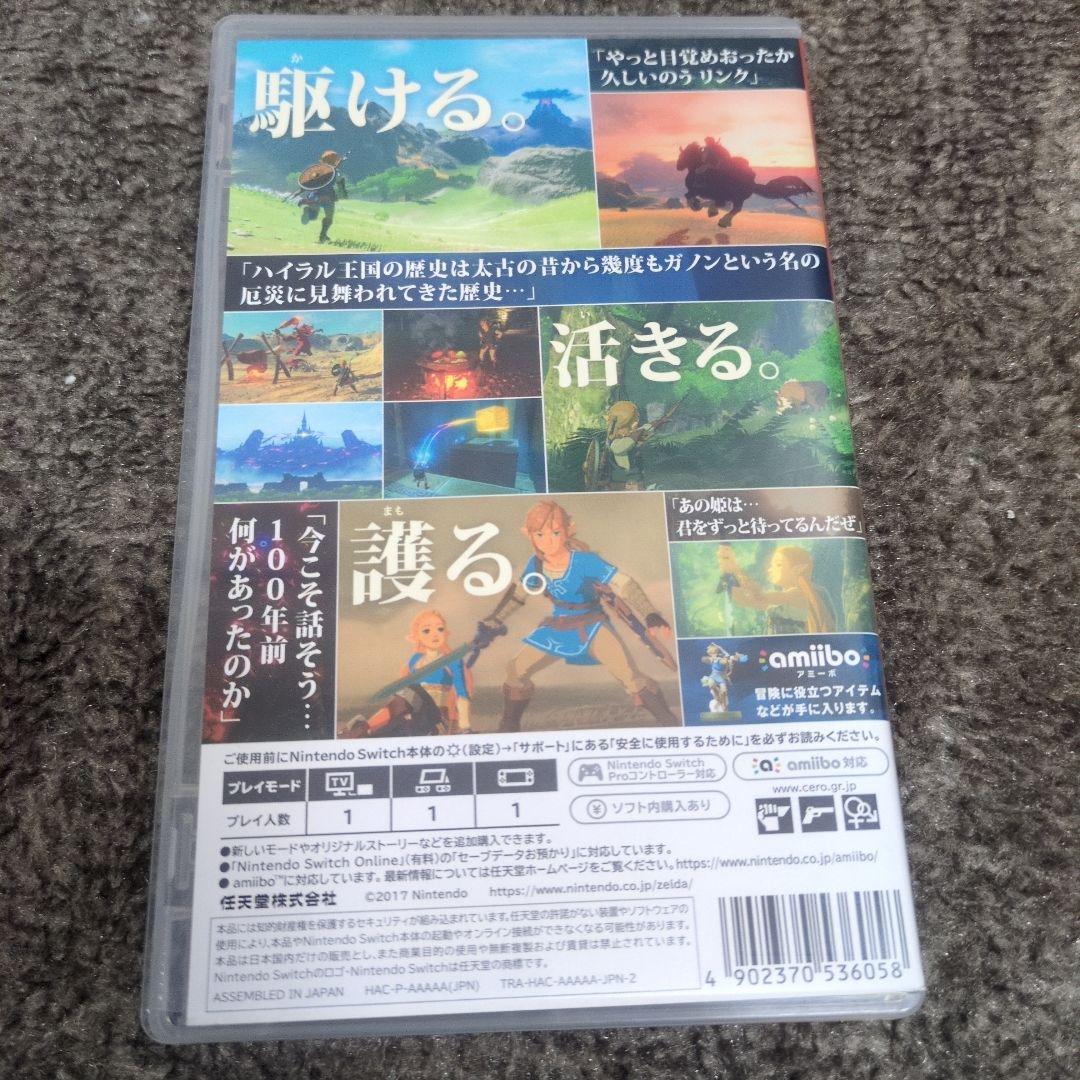 か
駆ける。
「やっと目覚めおったか
久しいのう リンク」
「ハイラル王国の歴史は太古の昔から幾度もガノンという名の
厄災に見舞われてきた歴史…」
活きる。
「今こそ話そう…
100年前
何があったのか」
まも
護る。
「あの姫は…
君をずっと待ってるんだぜ」
amiibo
アミーボ
冒険に役立つアイテム
などが手に入ります。
ご使用前にNintendo Switch本体の(設定)→「サポート」にある「安全に使用するために」を必ずお読みください。
プレイモード TV
プレイ人数 1 1 1
Nintendo Switch
Proコントローラー対応
amiibo 対応
¥ ソフト内購入あり
www.cero.gr.jp
●新しいモードやオリジナルストーリーなどを追加購入できます。
●「Nintendo Switch Online」(有料)の「セーブデータお預かり」に対応しています。
●amiibo™に対応しています。最新情報については任天堂ホームページをご覧ください。https://www.nintendo.co.jp/amiibo/
任天堂株式会社 ©2017 Nintendo https://www.nintendo.co.jp/zelda/
本品には知的財産権を保護するセキュリティが組み込まれています。任天堂の許諾がない装置やソフトウェアの
使用により、本品やNintendo Switch本体の起動やオンライン接続ができなくなる可能性があります。
本品は日本国内だけの販売とし、また商業目的の使用や無断複製および賃貸は禁止されています。
Nintendo Switchのロゴ・Nintendo Switchは任天堂の商標です。
ASSEMBLED IN JAPAN HAC-P-AAAAA(JPN) TRA-HAC-AAAAA-JPN-2
4 902370 536058